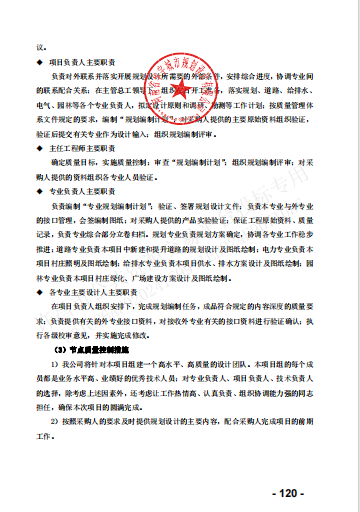 议。
◆ 项目负责人主要职责
负责对外联系并落实开展规划设计所需要的外部条件，安排综合进度，协调专业间
的联系配合关系；在主管总工领导下，组织召开工程会，落实规划、道路、给排水、
电气、园林等各个专业负责人，拟定设计原则和调研、勘测等工作计划；按质量管理体
系文件规定的要求，编制“规划编制计划”，对采购人提供的主要原始资料组织验证，
验证后提交有关专业作为设计输入；组织规划编制评审。
◆ 主任工程师主要职责
确定质量目标，实施质量控制；审查“规划编制计划”；组织规划编制评审；对采
购人提供的资料组织各专业人员验证。
◆ 专业负责人主要职责
负责编制“专业规划编制计划”；验证、签署规划设计文件；负责本专业与外专业
的接口管理，会签编制图纸；对采购人提供的产品实验验证；保证工程原始资料、质量
记录，负责专业综合部分立卷归档。规划专业负责规划方案确定，协调各专业工作稳步
推进；道路专业负责本项目中新建和提升道路的规划设计及图纸绘制；电力专业负责本
项目村庄照明及图纸绘制；给排水专业负责本项目供水、排水方案设计及图纸绘制；园
林专业负责本项目村庄绿化、广场建设方案设计及图纸绘制。
◆ 各专业主要设计人主要职责
在项目负责人组织安排下，完成规划编制任务，成品符合规定的内容深度的质量要
求；负责提供有关的外专业接口资料，对接收外专业有关的接口资料进行验证确认；执
行各级校审意见，并实施完成修改。
（3）节点质量控制措施
1）我公司将针对本项目组建一个高水平、高质量的设计团队。本项目组的每个成
员都是业务水平高、业绩好的优秀技术人员；对专业负责人、项目负责人、技术负责人
的选择，除考虑上述因素外，还考虑让工作热情高、认真负责、组织协调能力强的同志
担任，确保本次项目的圆满完成。
2）按照采购人的要求及时提供规划设计的主要内容，配合采购人完成项目的前期
工作。
- 120 -